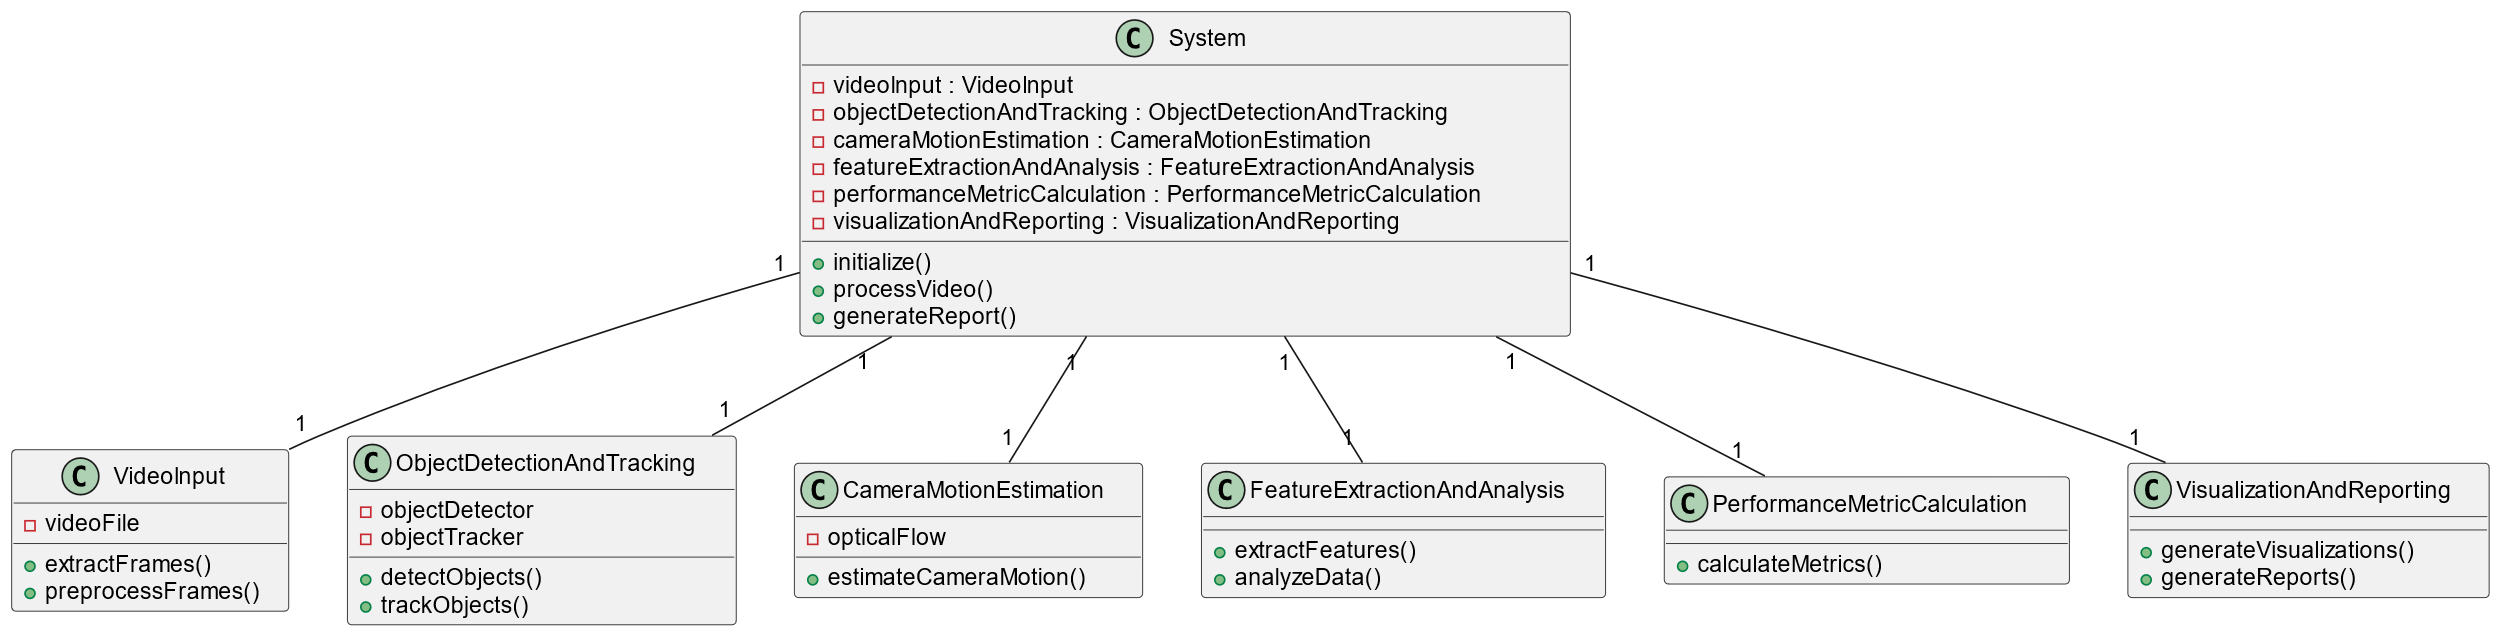 C System
videoInput : VideoInput
objectDetectionAndTracking : ObjectDetectionAndTracking
cameraMotionEstimation : CameraMotionEstimation
featureExtractionAndAnalysis : FeatureExtractionAndAnalysis
performanceMetricCalculation : PerformanceMetricCalculation
visualizationAndReporting : VisualizationAndReporting
initialize()
processVideo()
generateReport()
1 1
1 1 1 1
1 1 1 1 1 1
C VideoInput
videoFile
extractFrames()
preprocessFrames()
C ObjectDetectionAndTracking
objectDetector
objectTracker
detectObjects()
trackObjects()
C CameraMotionEstimation
opticalFlow
estimateCameraMotion()
C FeatureExtractionAndAnalysis
extractFeatures()
analyzeData()
C PerformanceMetricCalculation
calculateMetrics()
C VisualizationAndReporting
generateVisualizations()
generateReports()